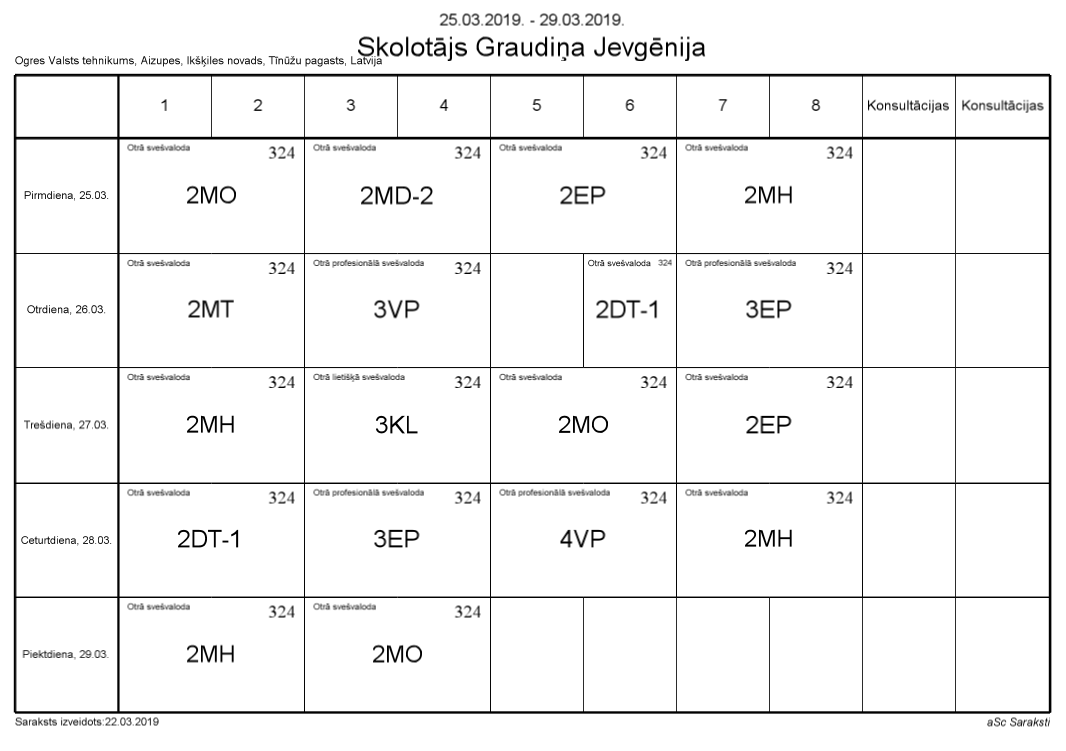 25.03.2019. - 29.03.2019.
Skolotājs Graudiņa Jevgēnija
Ogres Valsts tehnikums, Aizupes, Ikšķiles novads, Tīnūžu pagasts, Latvija
1 2 3 4 5 6 7 8 Konsultācijas Konsultācijas
Otrā svešvaloda 324 Otrā svešvaloda 324 Otrā svešvaloda 324 Otrā svešvaloda 324
Pirmdiena, 25.03. 2MO 2MD-2 2EP 2MH
Otrā svešvaloda 324 Otrā profesionālā svešvaloda 324 Otrā svešvaloda 324 Otrā profesionālā svešvaloda 324
Otrdiena, 26.03. 2MT 3VP 2DT-1 3EP
Otrā svešvaloda 324 Otrā lietišķā svešvaloda 324 Otrā svešvaloda 324 Otrā svešvaloda 324
Trešdiena, 27.03. 2MH 3KL 2MO 2EP
Otrā svešvaloda 324 Otrā profesionālā svešvaloda 324 Otrā profesionālā svešvaloda 324 Otrā svešvaloda 324
Ceturtdiena, 28.03. 2DT-1 3EP 4VP 2MH
Otrā svešvaloda 324 Otrā svešvaloda 324
Piektdiena, 29.03. 2MH 2MO
Saraksts izveidots:22.03.2019 aSc Saraksti